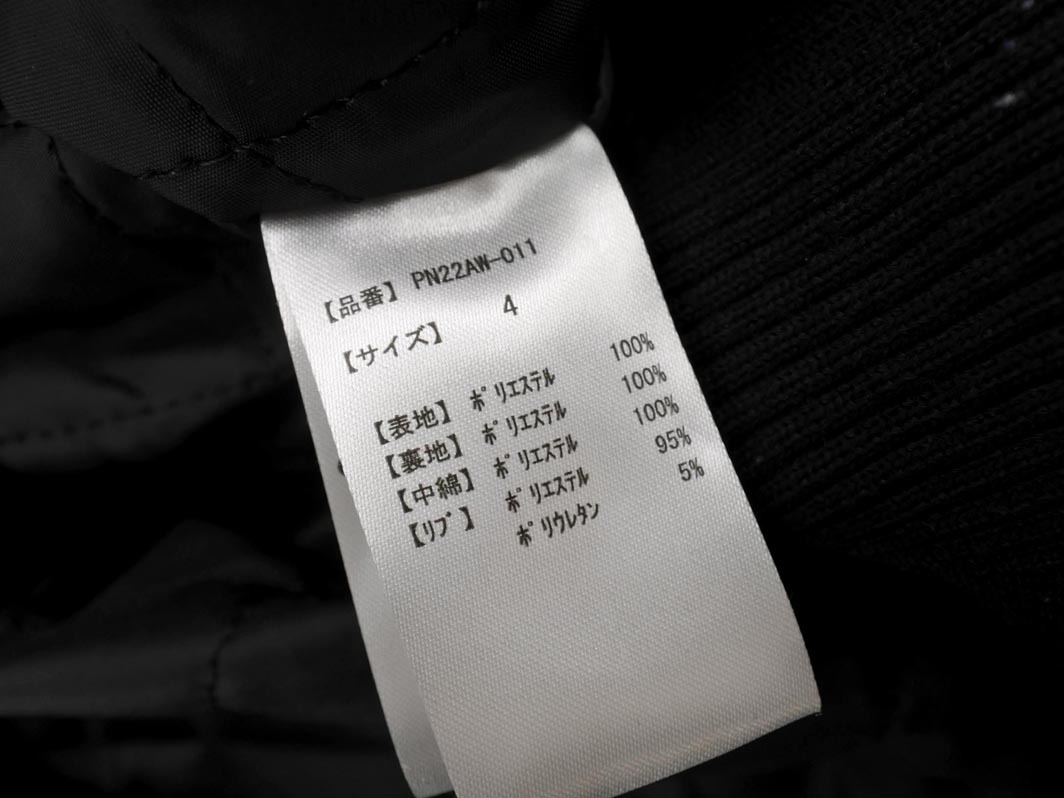 【品番】 PN22AW-011
【サイズ】 4
【表地】 ﾎﾟﾘｴｽﾃﾙ 100%
【裏地】 ﾎﾟﾘｴｽﾃﾙ 100%
【中綿】 ﾎﾟﾘｴｽﾃﾙ 100%
【ﾘﾌﾞ】 ﾎﾟﾘｴｽﾃﾙ 95%
ﾎﾟﾘｳﾚﾀﾝ 5%